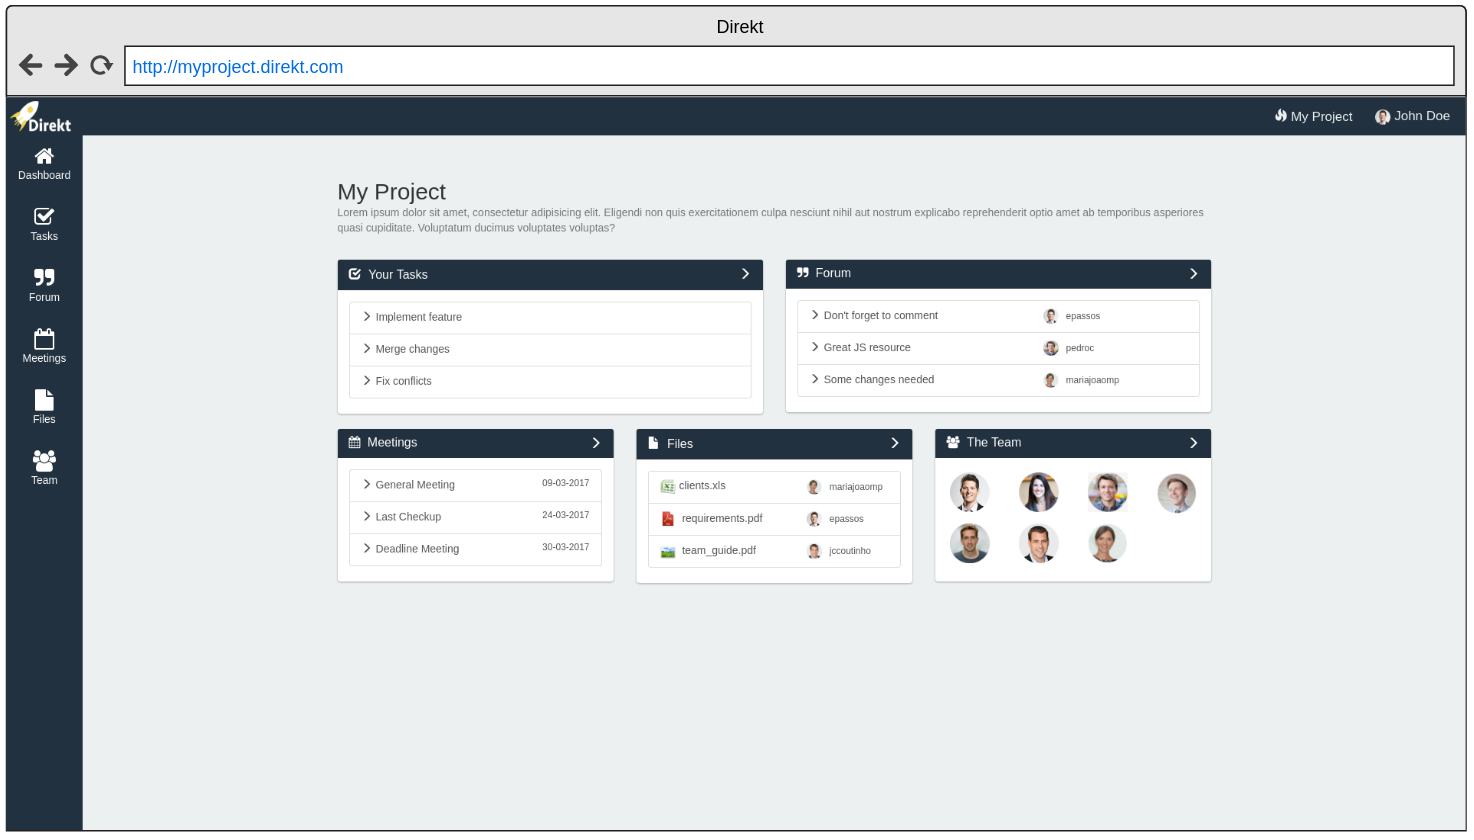 Direkt
http://myproject.direkt.com
Direkt
My Project
John Doe
Dashboard
Tasks
Forum
Meetings
Files
Team
My Project
Lorem ipsum dolor sit amet, consectetur adipisicing elit. Eligendi non quis exercitationem culpa nesciunt nihil aut nostrum explicabo reprehenderit optio amet ab temporibus asperiores
quasi cupiditate. Voluptatum ducimus voluptates voluptas?
Your Tasks
Implement feature
Merge changes
Fix conflicts
Forum
Don't forget to comment epassos
Great JS resource pedroc
Some changes needed mariajoaomp
Meetings
General Meeting 09-03-2017
Last Checkup 24-03-2017
Deadline Meeting 30-03-2017
Files
clients.xls mariajoaomp
requirements.pdf epassos
team_guide.pdf jccoutinho
The Team